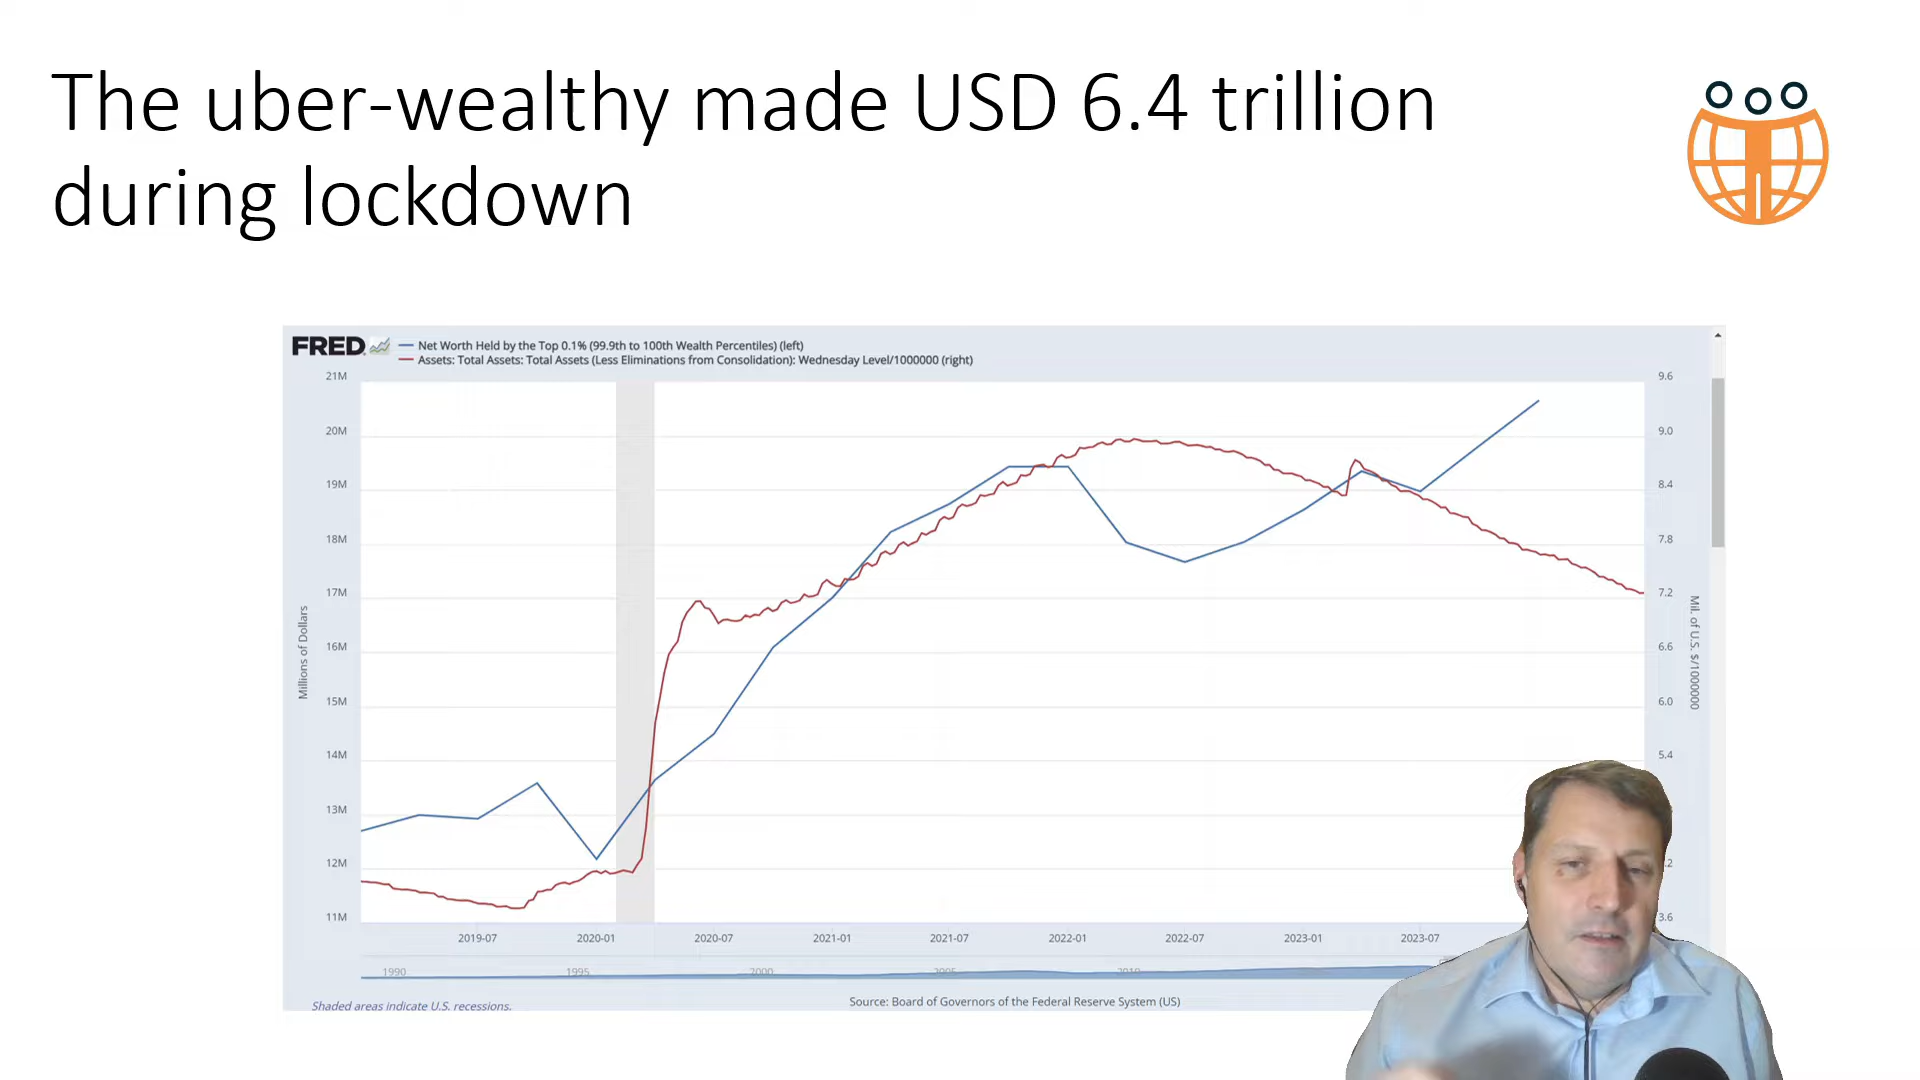 The uber-wealthy made USD 6.4 trillion
during lockdown
FRED
Net Worth Held by the Top 0.1% (99.9th to 100th Wealth Percentiles) (left)
Assets: Total Assets: Total Assets (Less Eliminations from Consolidation): Wednesday Level/1000000 (right)
21M
20M
19M
18M
17M
16M
15M
14M
13M
12M
11M
Millions of Dollars
9.6
9.0
8.4
7.8
7.2
6.6
6.0
5.4
3.6
Mil. of U.S. $/1000000
2019-07 2020-01 2020-07 2021-01 2021-07 2022-01 2022-07 2023-01 2023-07
1990 1995 2000 2005 2010
Shaded areas indicate U.S. recessions.
Source: Board of Governors of the Federal Reserve System (US)